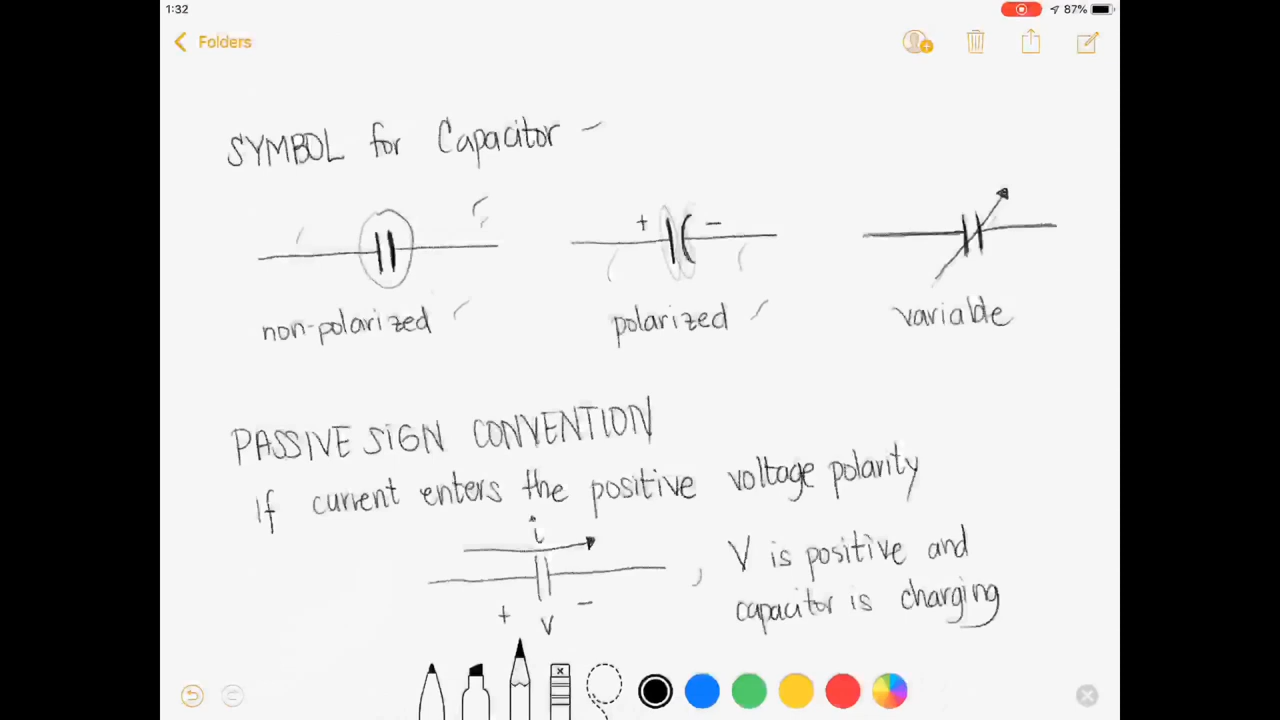 1:32
87%
Folders
SYMBOL for Capacitor -
+ -
non-polarized
polarized
variable
PASSIVE SIGN CONVENTION
If current enters the positive voltage polarity
i
+ V -
, V is positive and
capacitor is charging